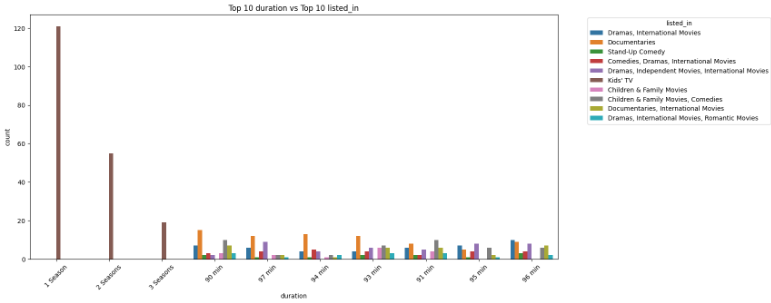 Top 10 duration vs Top 10 listed_in
listed_in
Dramas, International Movies
Documentaries
Stand-Up Comedy
Comedies, Dramas, International Movies
Dramas, Independent Movies, International Movies
Kids' TV
Children & Family Movies
Children & Family Movies, Comedies
Documentaries, International Movies
Dramas, International Movies, Romantic Movies
count
120
100
80
60
40
20
0
1 Season
2 Seasons
3 Seasons
90 min
97 min
94 min
93 min
91 min
95 min
96 min
duration